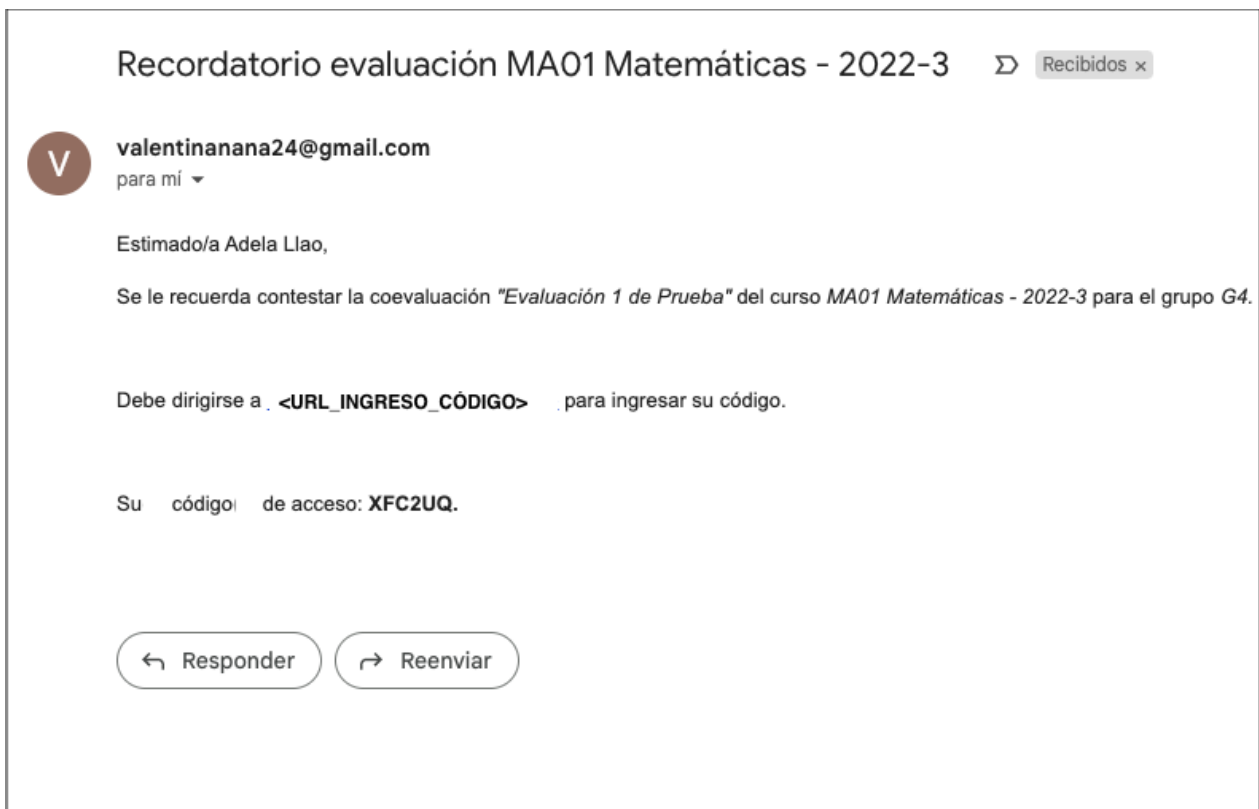 Recordatorio evaluación MA01 Matemáticas - 2022-3 Recibidos ×
V
valentinanana24@gmail.com
para mí
Estimado/a Adela Llao,
Se le recuerda contestar la coevaluación "Evaluación 1 de Prueba" del curso MA01 Matemáticas - 2022-3 para el grupo G4.
Debe dirigirse a <URL_INGRESO_CÓDIGO> para ingresar su código.
Su código de acceso: XFC2UQ.
Responder Reenviar